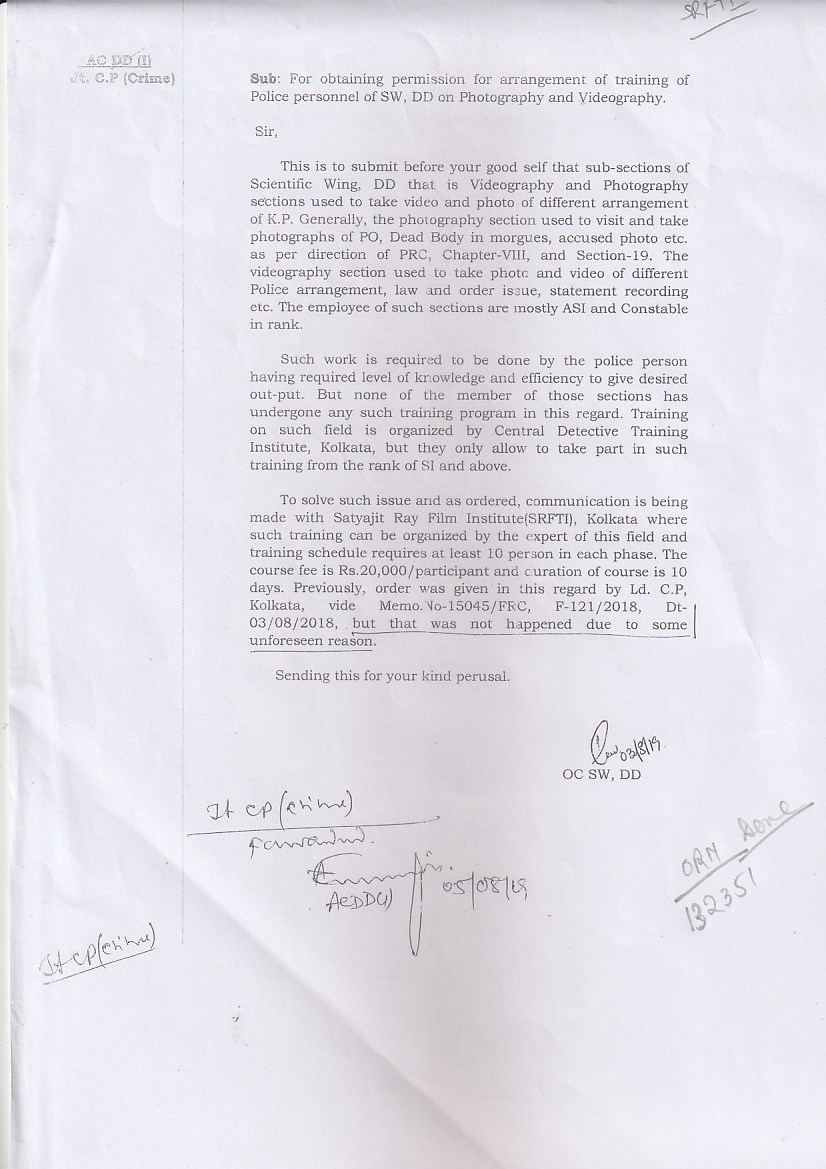 SRFTI
AC DD (I)
Jt. C.P (Crime)
Sub: For obtaining permission for arrangement of training of
Police personnel of SW, DD on Photography and Videography.
Sir,
This is to submit before your good self that sub-sections of
Scientific Wing, DD that is Videography and Photography
sections used to take video and photo of different arrangement
of K.P. Generally, the photography section used to visit and take
photographs of PO, Dead Body in morgues, accused photo etc.
as per direction of PRC, Chapter-VIII, and Section-19. The
videography section used to take photo and video of different
Police arrangement, law and order issue, statement recording
etc. The employee of such sections are mostly ASI and Constable
in rank.
Such work is required to be done by the police person
having required level of knowledge and efficiency to give desired
out-put. But none of the member of those sections has
undergone any such training program in this regard. Training
on such field is organized by Central Detective Training
Institute, Kolkata, but they only allow to take part in such
training from the rank of SI and above.
To solve such issue and as ordered, communication is being
made with Satyajit Ray Film Institute(SRFTI), Kolkata where
such training can be organized by the expert of this field and
training schedule requires at least 10 person in each phase. The
course fee is Rs.20,000/participant and duration of course is 10
days. Previously, order was given in this regard by Ld. C.P,
Kolkata, vide Memo.No-15045/FRC, F-121/2018, Dt-
03/08/2018, but that was not happened due to some
unforeseen reason.
Sending this for your kind perusal.
03/8/19
OC SW, DD
Jt CP (Crime)
Forwarded.
05/08/19
ACDD(I)
ORN Done
132351
Jt CP (Crime)